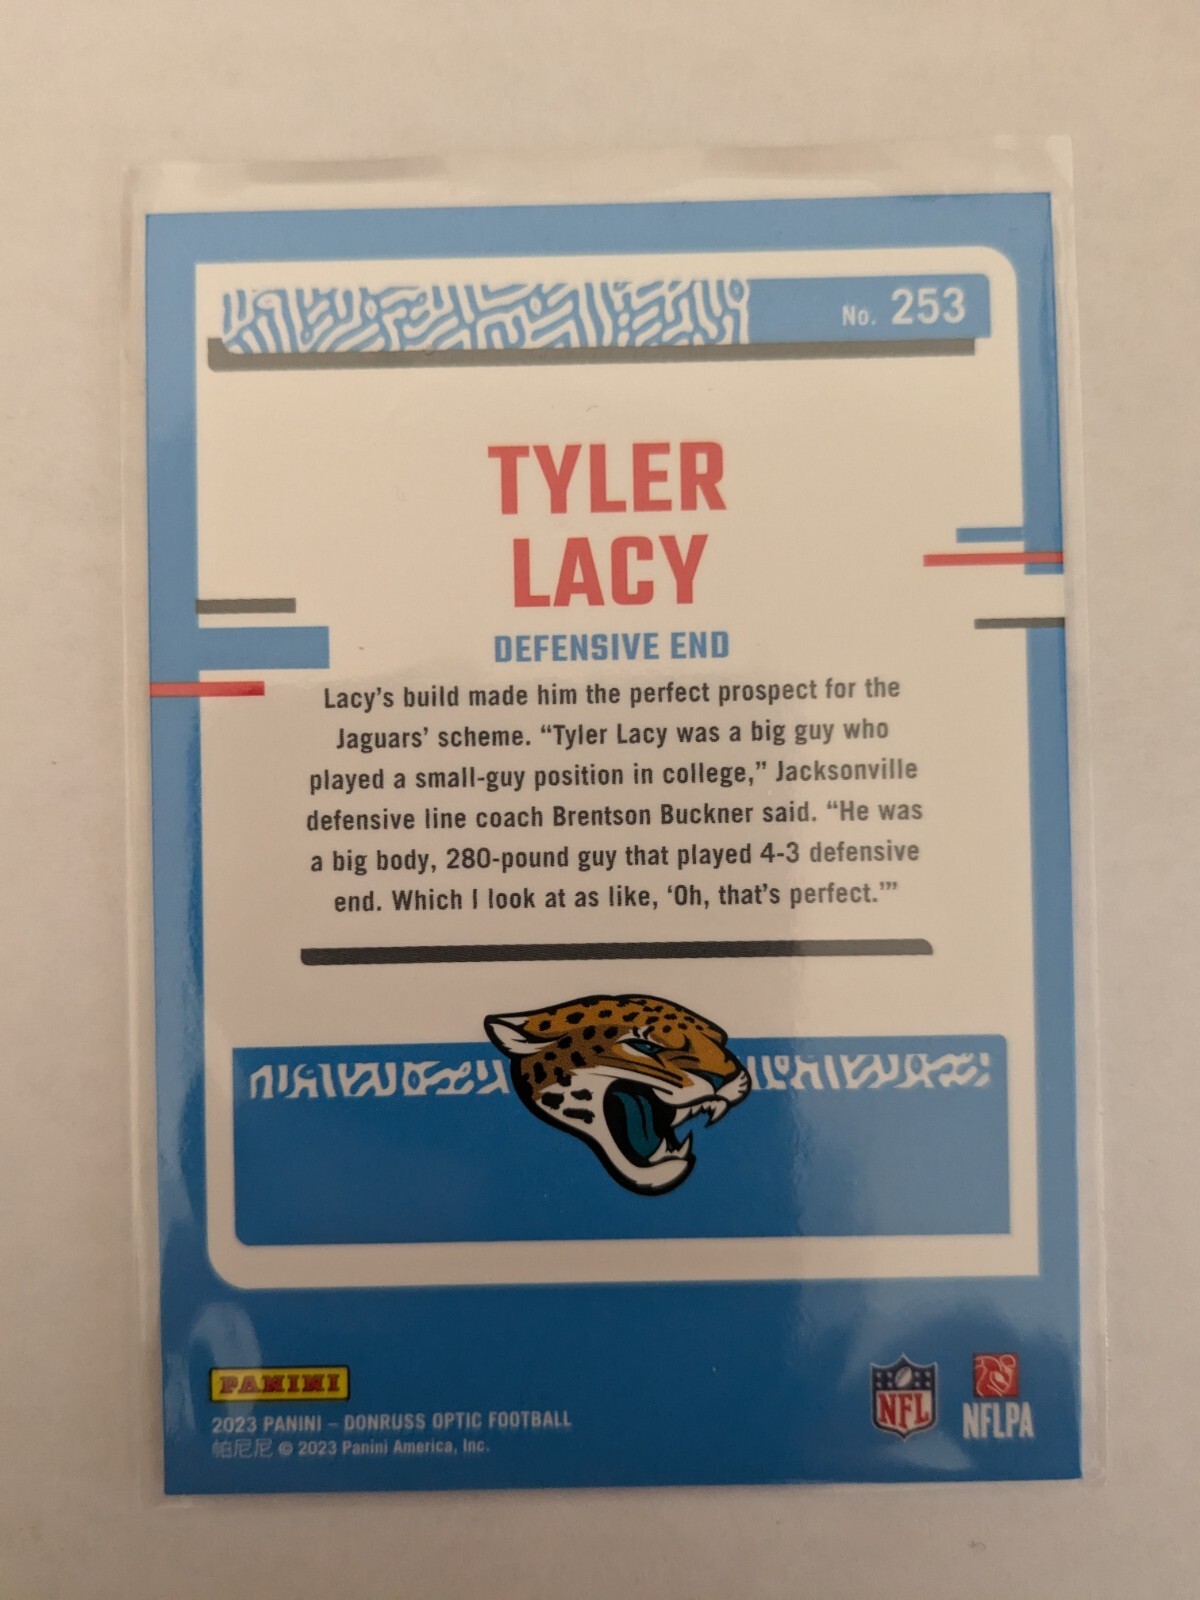 No. 253
TYLER
LACY
DEFENSIVE END
Lacy's build made him the perfect prospect for the
Jaguars' scheme. “Tyler Lacy was a big guy who
played a small-guy position in college,” Jacksonville
defensive line coach Brentson Buckner said. “He was
a big body, 280-pound guy that played 4-3 defensive
end. Which I look at as like, ‘Oh, that's perfect.’”
PANINI
2023 PANINI – DONRUSS OPTIC FOOTBALL
帕尼尼 © 2023 Panini America, Inc.
NFL
NFLPA